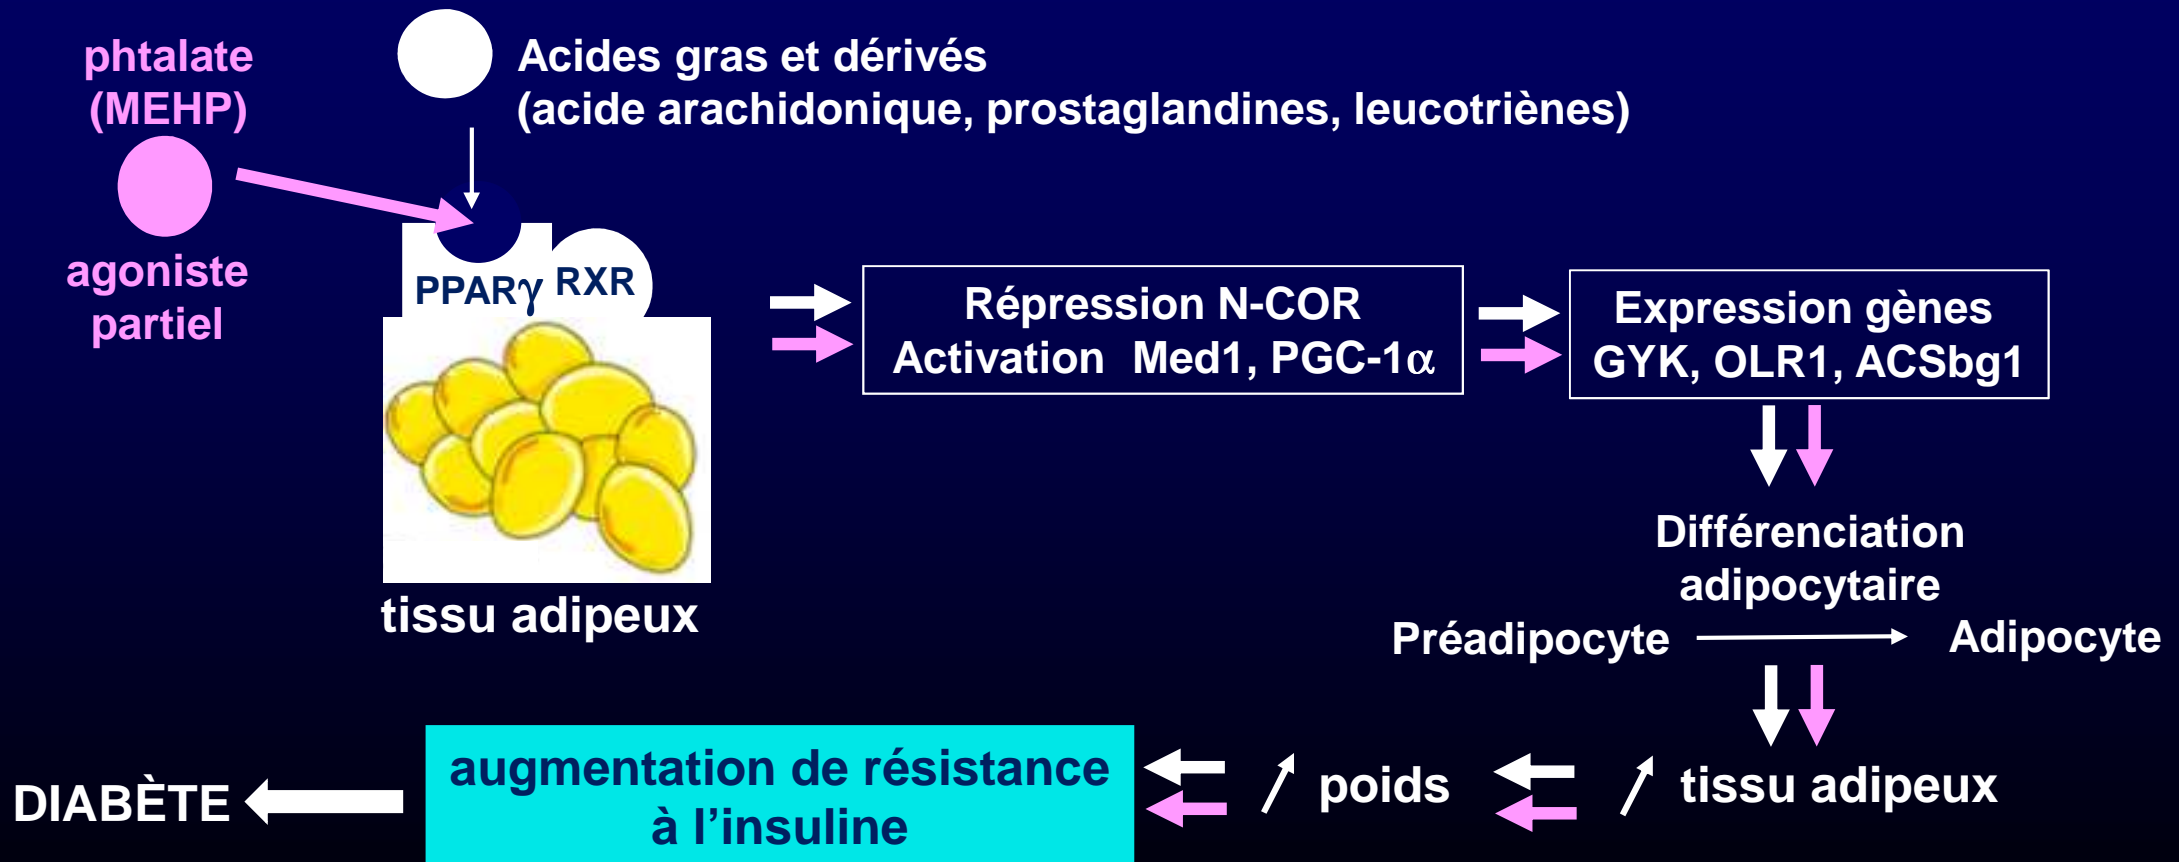 phtalate
(MEHP)
Acides gras et dérivés
(acide arachidonique, prostaglandines, leucotriènes)
agoniste
partiel
PPARγ RXR
tissu adipeux
Répression N-COR
Activation Med1, PGC-1α
Expression gènes
GYK, OLR1, ACSbg1
Différenciation
adipocytaire
Préadipocyte
Adipocyte
tissu adipeux
poids
augmentation de résistance
à l’insuline
DIABÈTE